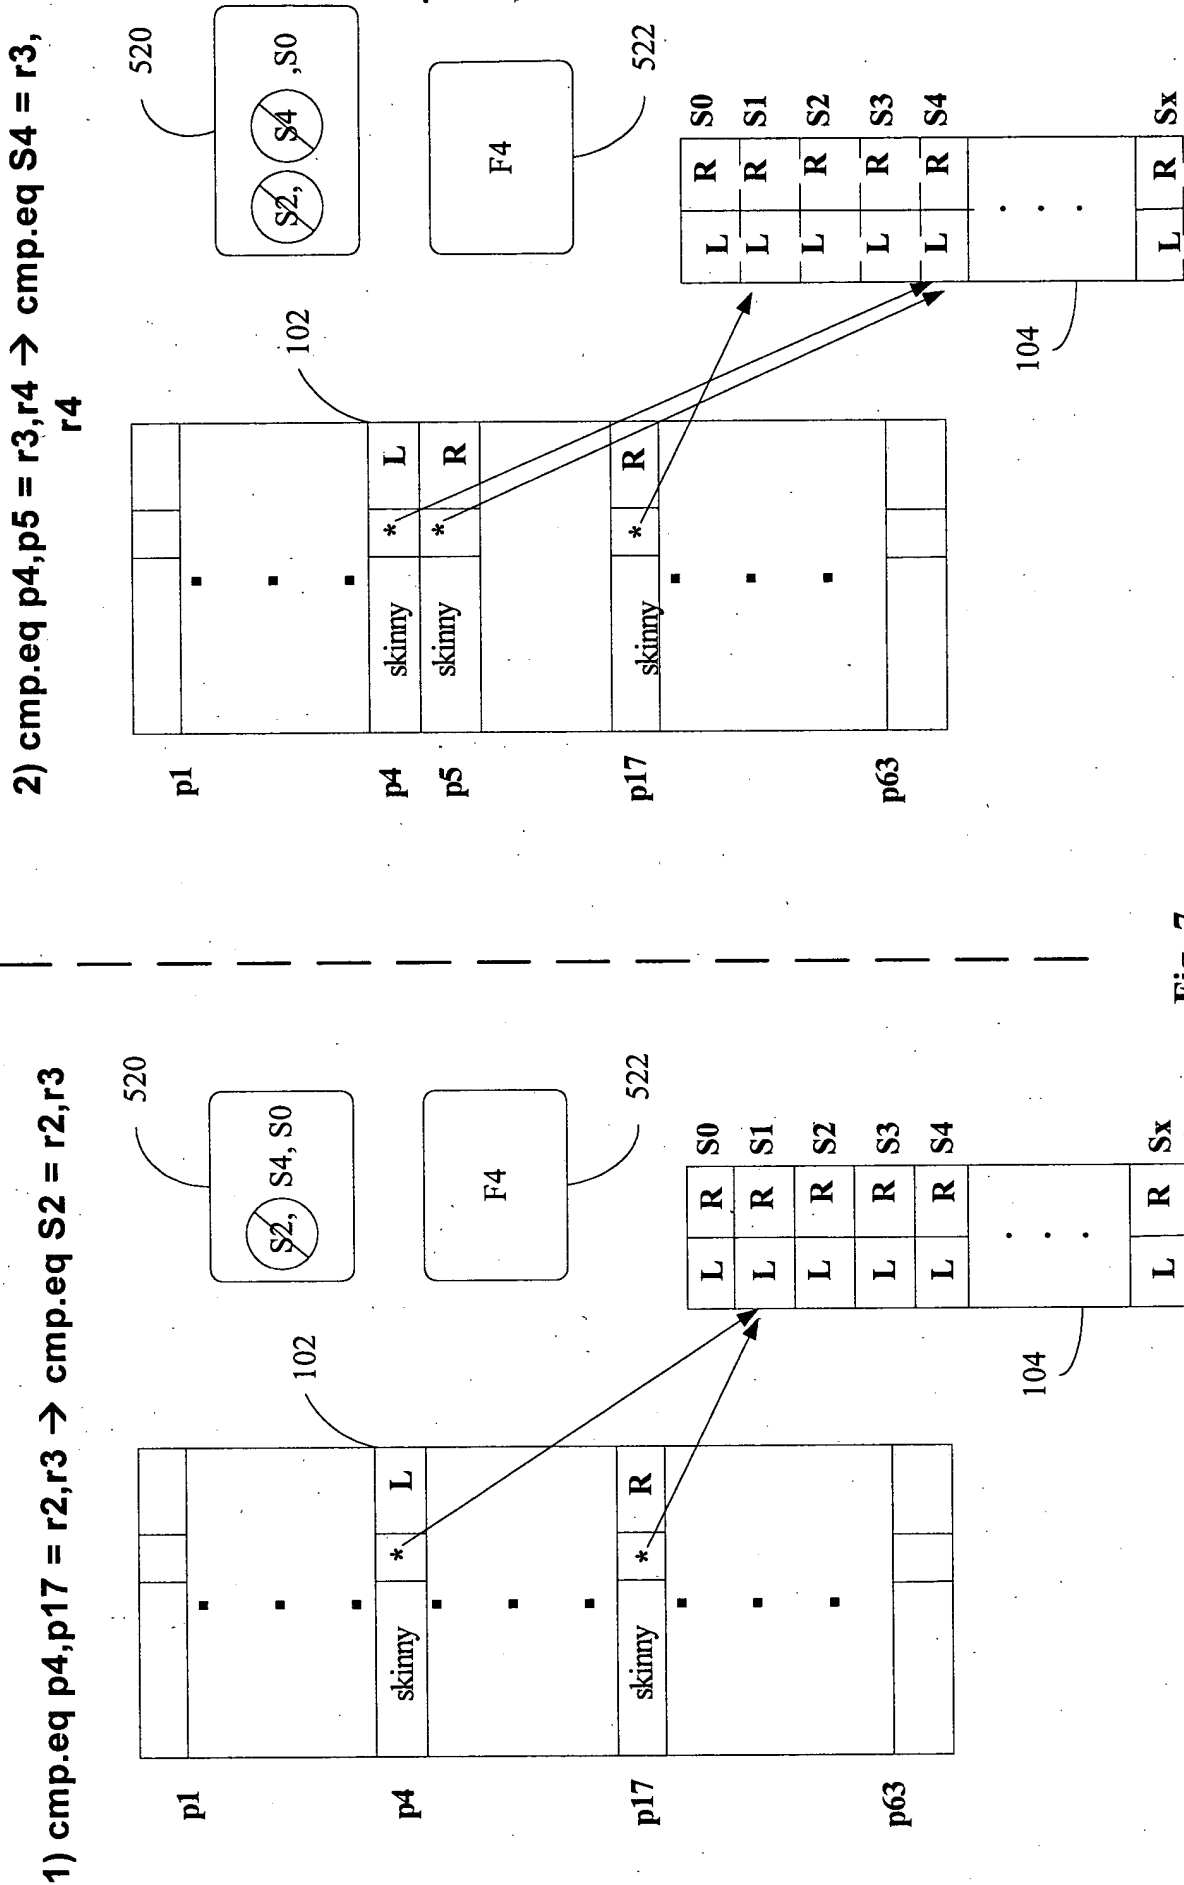 1) cmp.eq p4,p17 = r2,r3 → cmp.eq S2 = r2,r3
520
S2, S4, S0
102
F4
522
p1
p4 skinny * L
p17 skinny * R
p63
L R S0
L R S1
L R S2
L R S3
L R S4
104
L R Sx
2) cmp.eq p4,p5 = r3,r4 → cmp.eq S4 = r3,
r4
520
S2, S4 ,S0
102
F4
522
p1
p4 skinny * L
p5 skinny * R
p17 skinny * R
p63
L R S0
L R S1
L R S2
L R S3
L R S4
104
L R Sx
Fig. 7